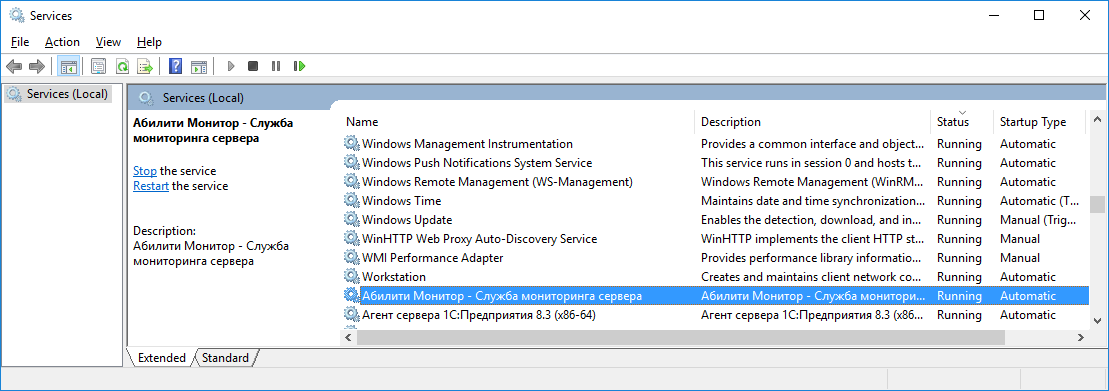 Services
File Action View Help
Services (Local)
Services (Local)
Абилити Монитор - Служба
мониторинга сервера
Stop the service
Restart the service
Description:
Абилити Монитор - Служба
мониторинга сервера
Name Description Status Startup Type
Windows Management Instrumentation Provides a common interface and object... Running Automatic
Windows Push Notifications System Service This service runs in session 0 and hosts t... Running Automatic
Windows Remote Management (WS-Management) Windows Remote Management (WinRM... Running Automatic
Windows Time Maintains date and time synchronization... Running Automatic (T...
Windows Update Enables the detection, download, and in... Running Manual (Trig...
WinHTTP Web Proxy Auto-Discovery Service WinHTTP implements the client HTTP st... Running Manual
WMI Performance Adapter Provides performance library informatio... Running Manual
Workstation Creates and maintains client network co... Running Automatic
Абилити Монитор - Служба мониторинга сервера Абилити Монитор - Служба монитори... Running Automatic
Агент сервера 1С:Предприятия 8.3 (x86-64) Агент сервера 1С:Предприятия 8.3 (x86... Running Automatic
Extended Standard